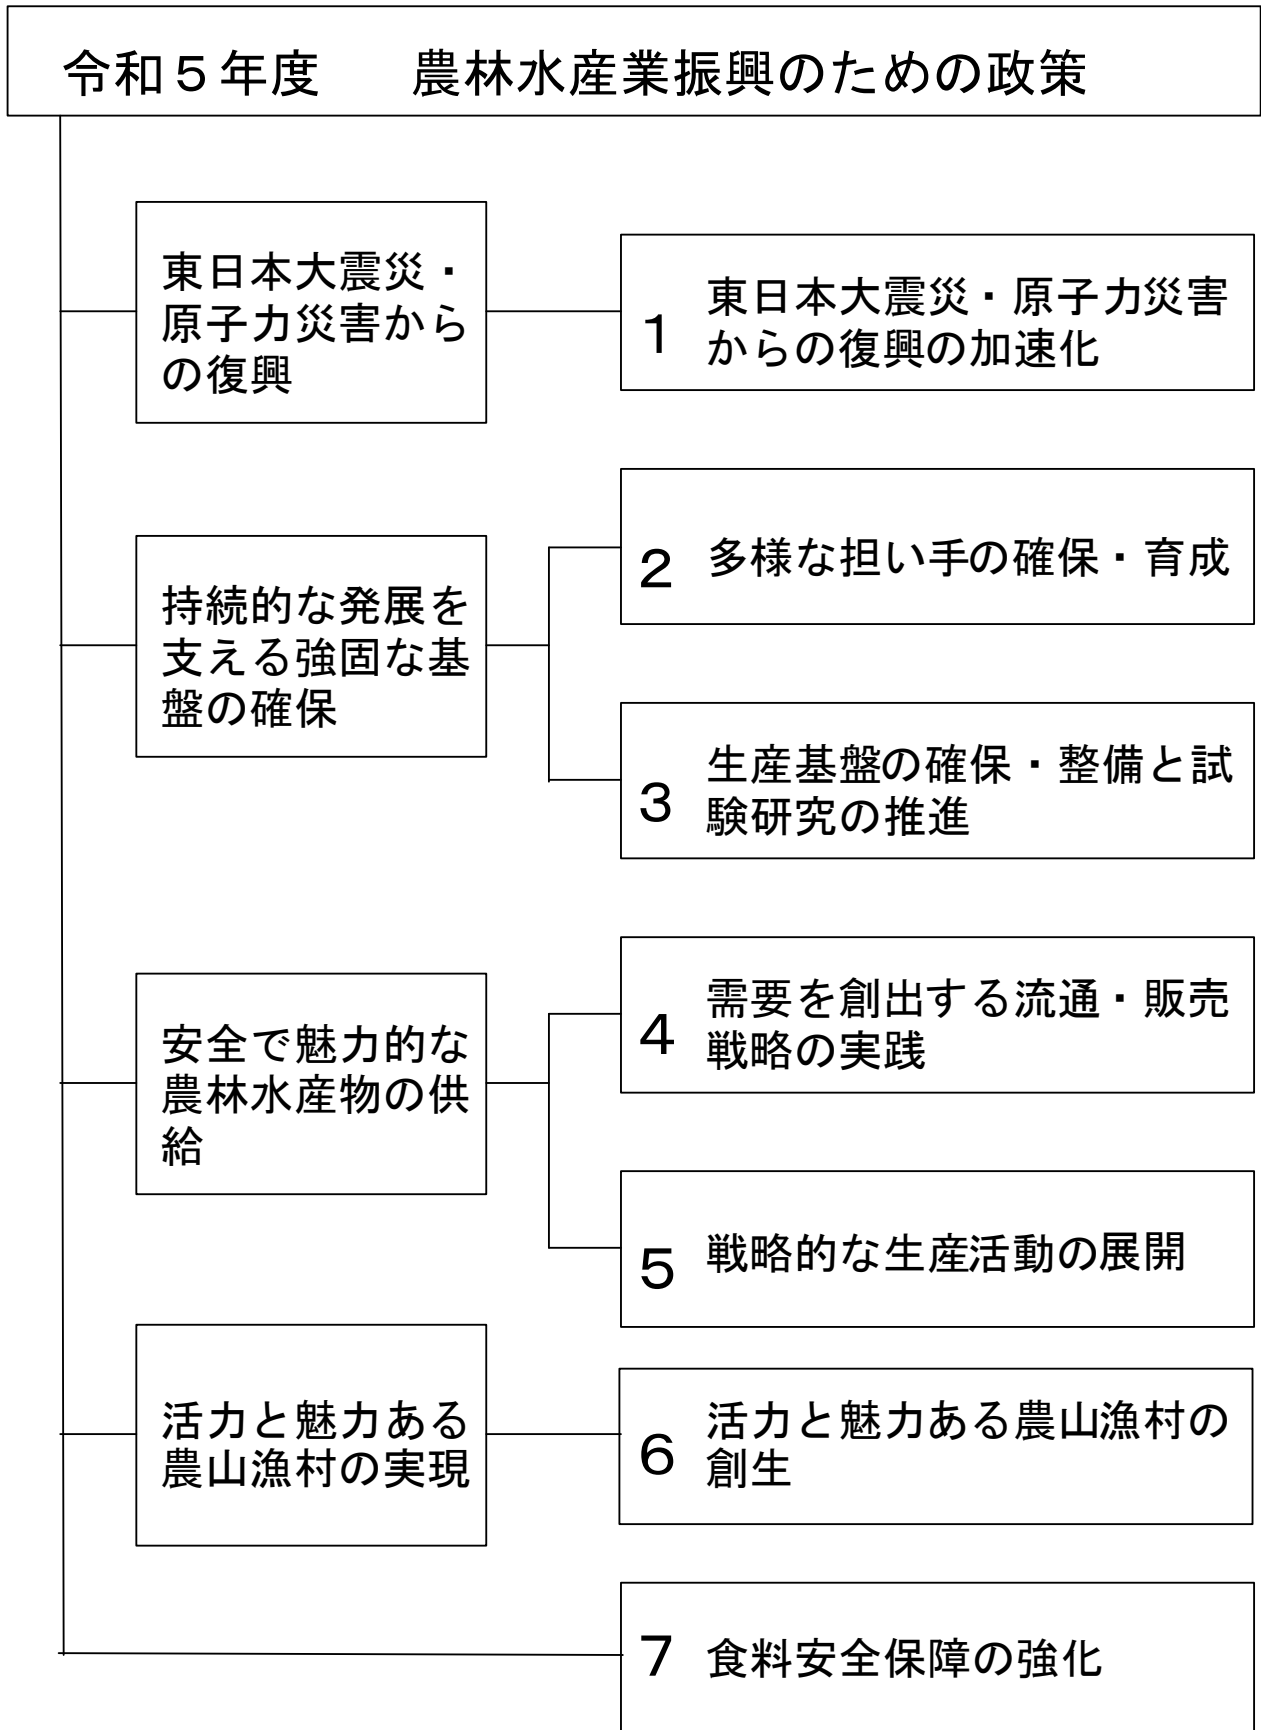 令和５年度　　農林水産業振興のための政策
東日本大震災・
原子力災害から
の復興
１
東日本大震災・原子力災害
からの復興の加速化
持続的な発展を
支える強固な基
盤の確保
２
多様な担い手の確保・育成
３
生産基盤の確保・整備と試
験研究の推進
安全で魅力的な
農林水産物の供
給
４
需要を創出する流通・販売
戦略の実践
５
戦略的な生産活動の展開
活力と魅力ある
農山漁村の実現
６
活力と魅力ある農山漁村の
創生
７
食料安全保障の強化